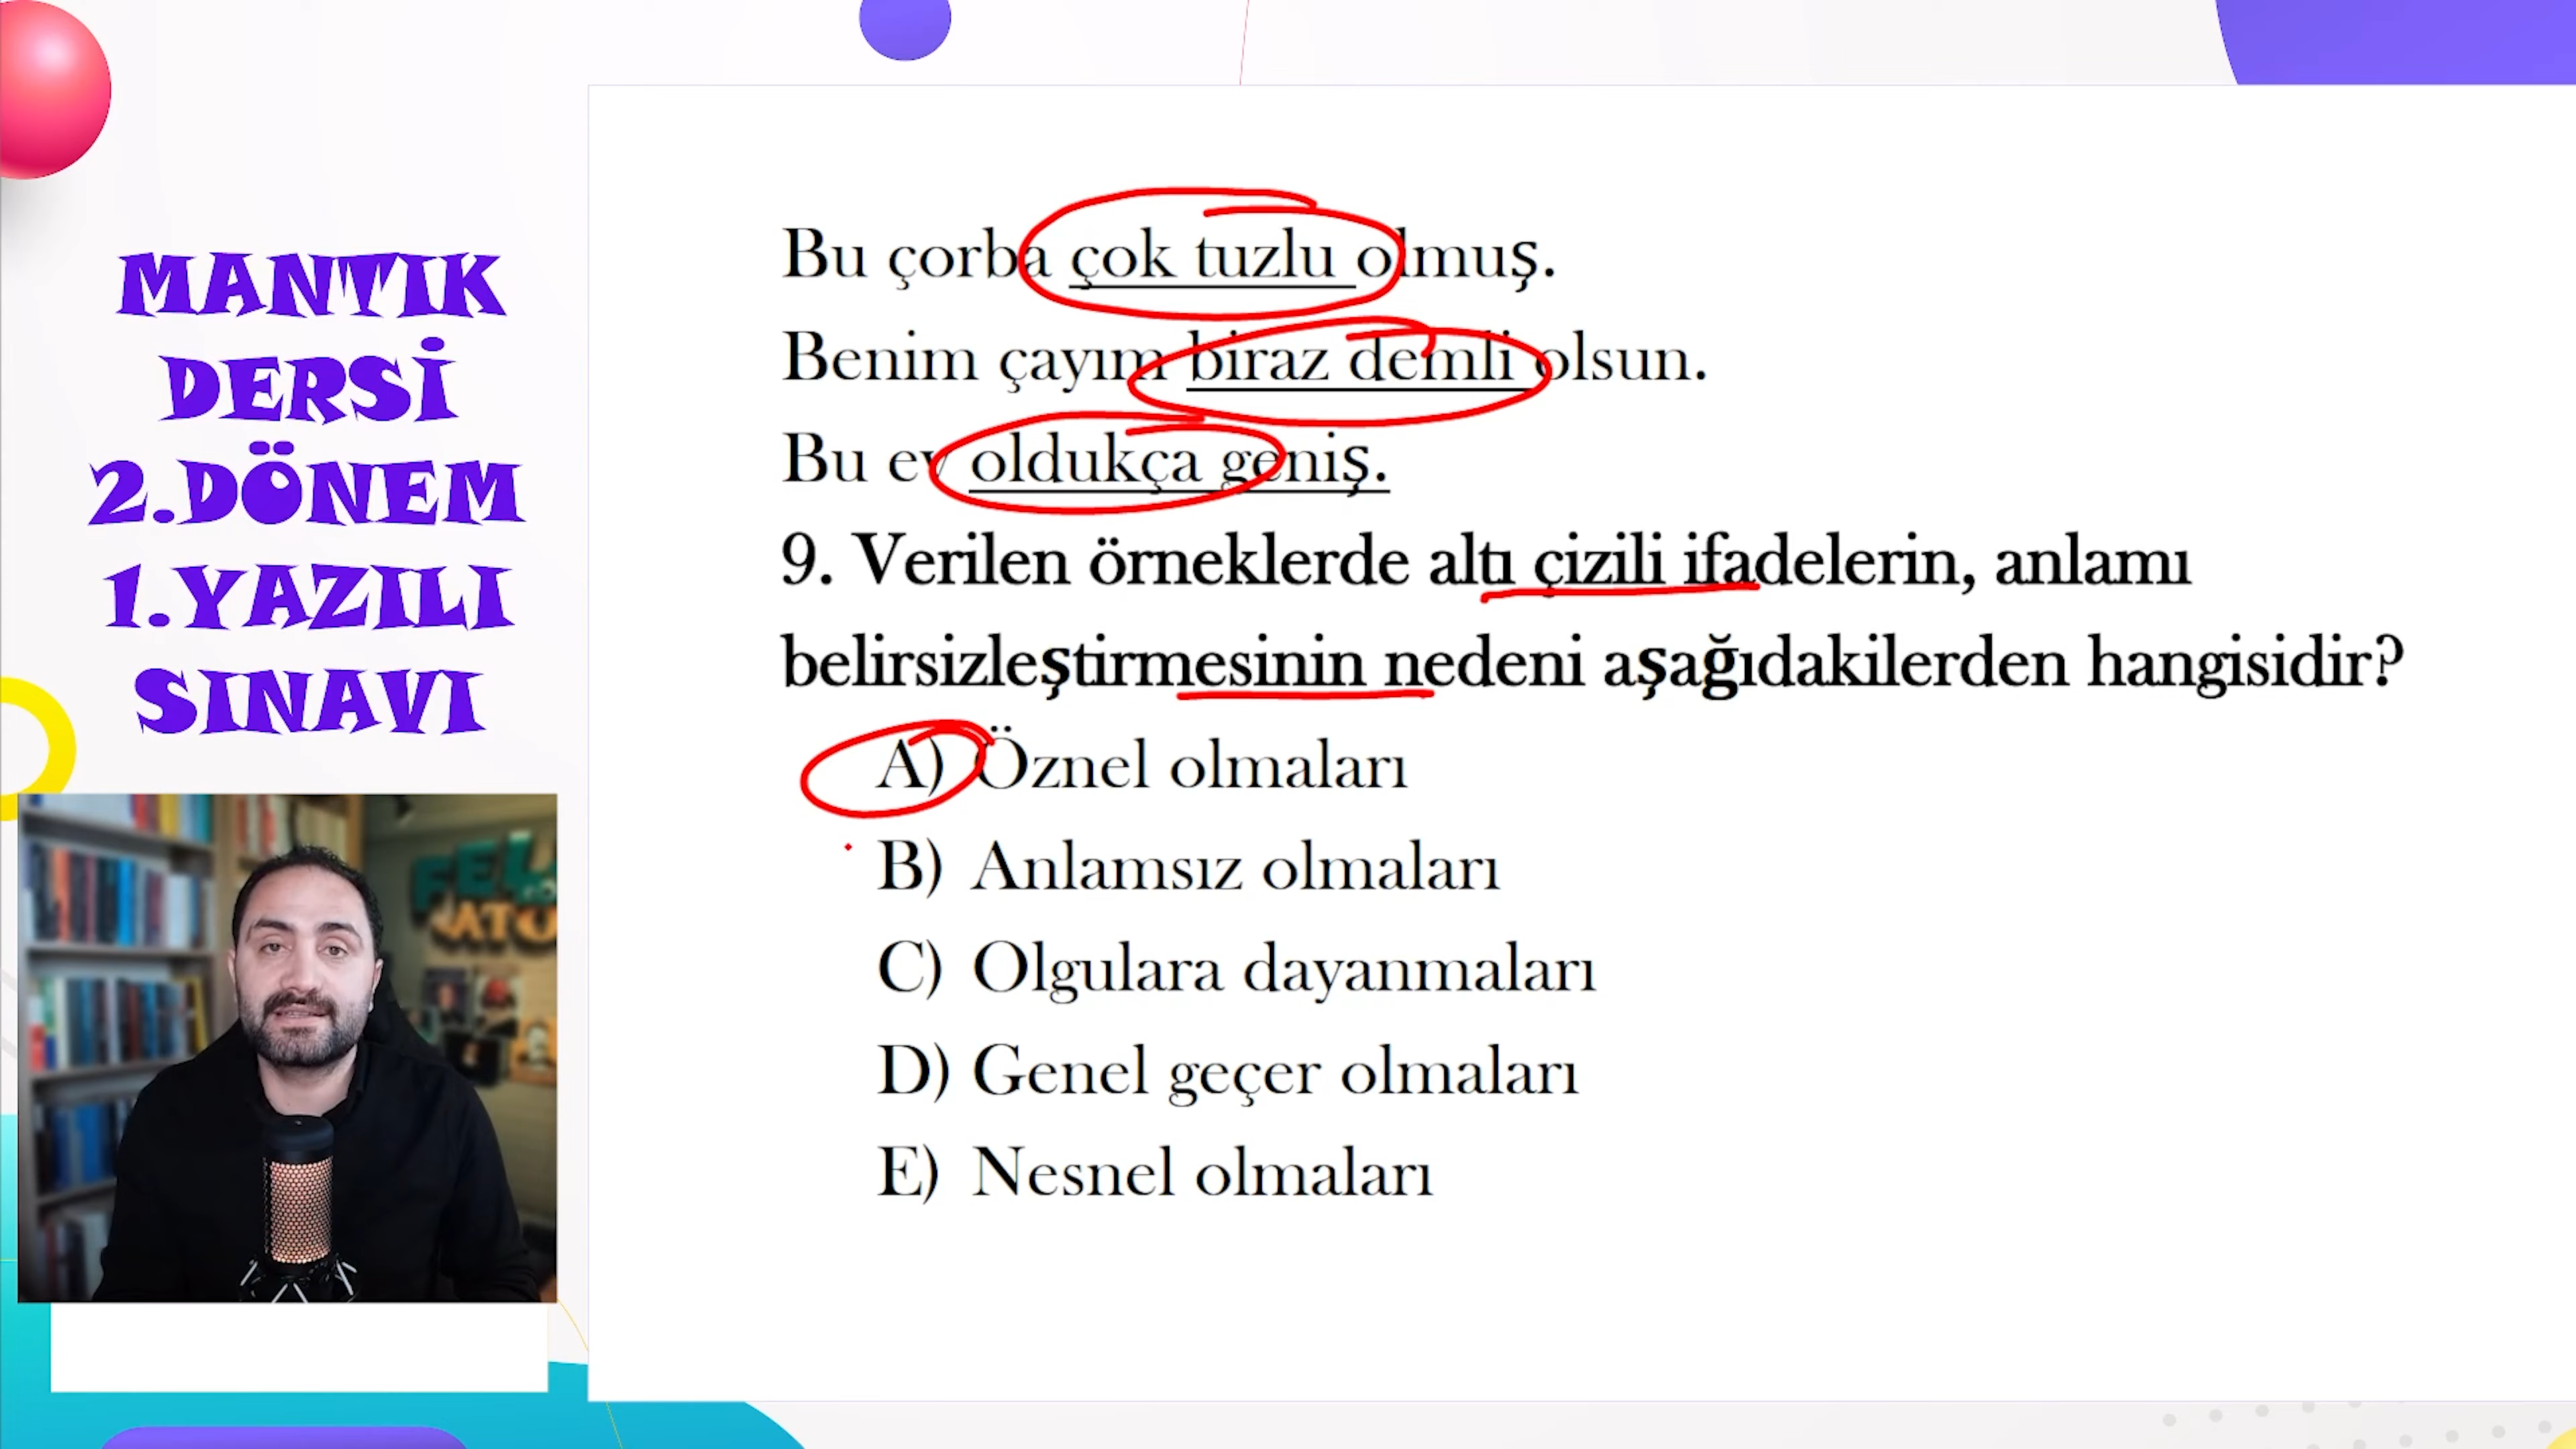 MANTIK
DERSİ
2.DÖNEM
1.YAZILI
SINAVI
Bu çorba çok tuzlu olmuş.
Benim çayım biraz demli olsun.
Bu ev oldukça geniş.
9. Verilen örneklerde altı çizili ifadelerin, anlamı
belirsizleştirmesinin nedeni aşağıdakilerden hangisidir?
A) Öznel olmaları
B) Anlamsız olmaları
C) Olgulara dayanmaları
D) Genel geçer olmaları
E) Nesnel olmaları